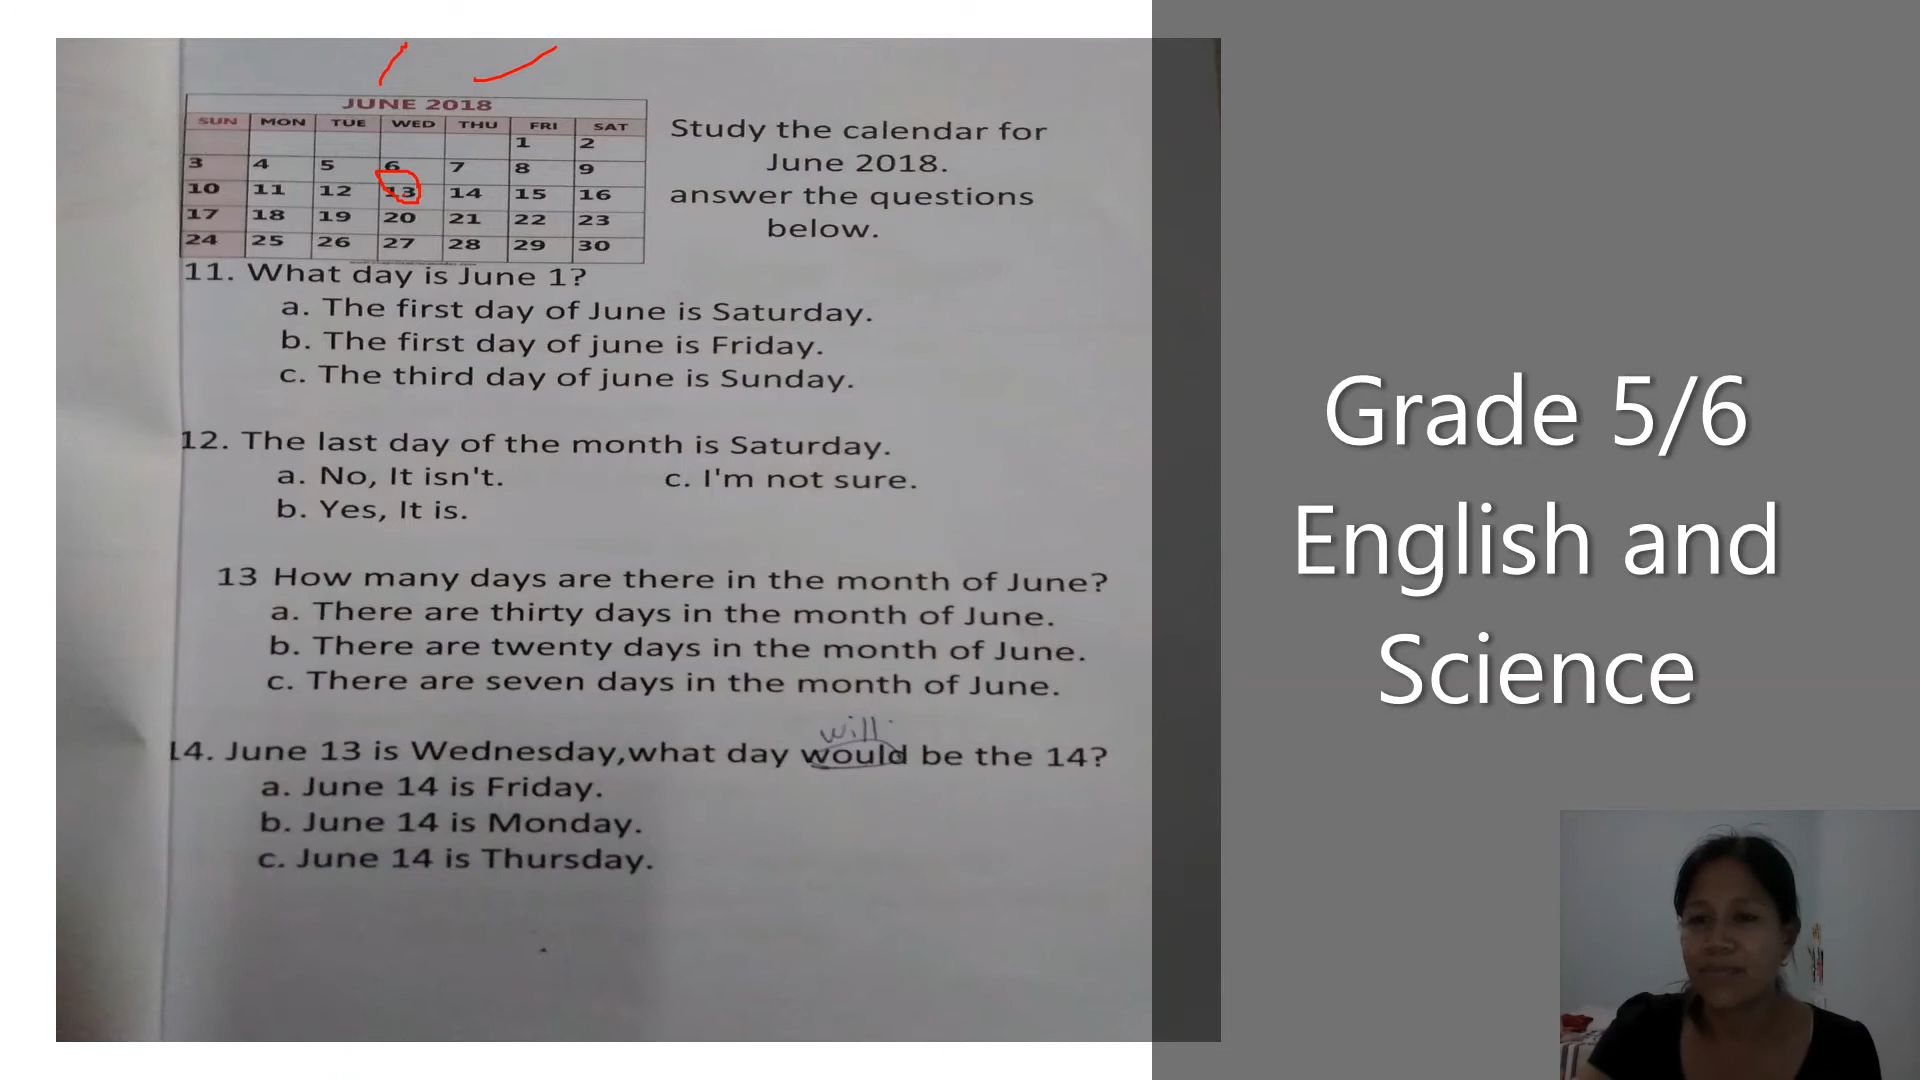 JUNE 2018
SUN MON TUE WED THU FRI SAT
1 2
3 4 5 6 7 8 9
10 11 12 13 14 15 16
17 18 19 20 21 22 23
24 25 26 27 28 29 30
Study the calendar for
June 2018.
answer the questions
below.
11. What day is June 1?
a. The first day of June is Saturday.
b. The first day of june is Friday.
c. The third day of june is Sunday.
12. The last day of the month is Saturday.
a. No, It isn't. c. I'm not sure.
b. Yes, It is.
13 How many days are there in the month of June?
a. There are thirty days in the month of June.
b. There are twenty days in the month of June.
c. There are seven days in the month of June.
will
14. June 13 is Wednesday,what day would be the 14?
a. June 14 is Friday.
b. June 14 is Monday.
c. June 14 is Thursday.
Grade 5/6
English and
Science